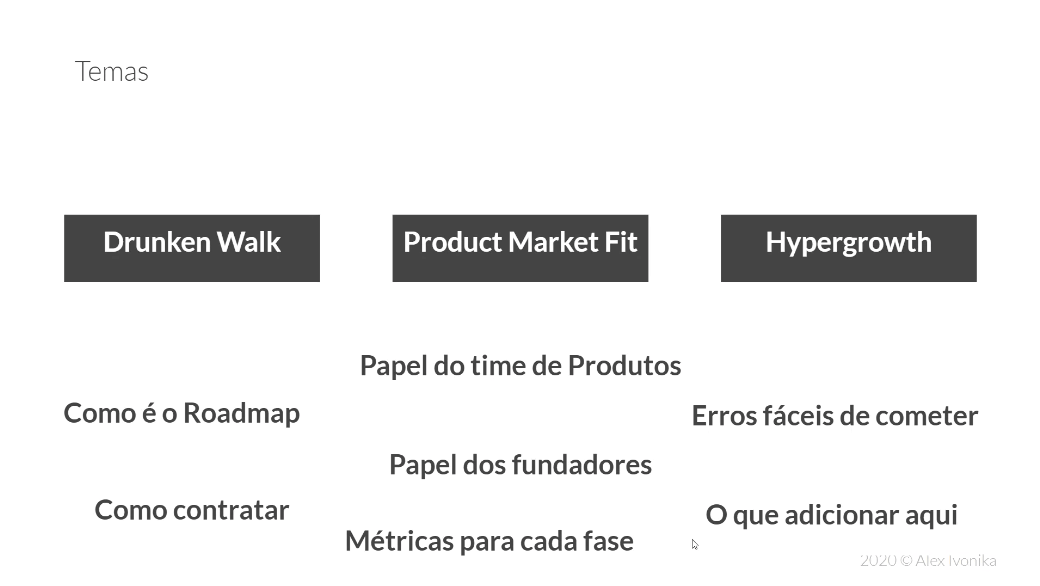 Temas
Drunken Walk
Product Market Fit
Hypergrowth
Papel do time de Produtos
Como é o Roadmap
Erros fáceis de cometer
Papel dos fundadores
Como contratar
O que adicionar aqui
Métricas para cada fase
2020 © Alex Ivonika